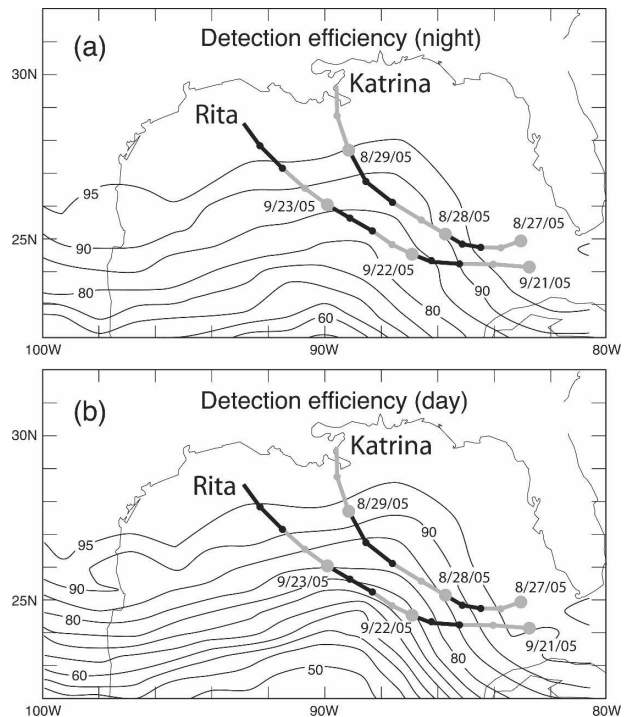 (a) Detection efficiency (night)
30N
Katrina
Rita
95
8/29/05
9/23/05
8/28/05
8/27/05
25N
90
9/22/05
90
9/21/05
80
80
60
100W 90W 80W
(b) Detection efficiency (day)
30N
Katrina
Rita
8/29/05
95
90
9/23/05
8/28/05
8/27/05
90
25N
80
9/22/05
9/21/05
80
60
50
100W 90W 80W